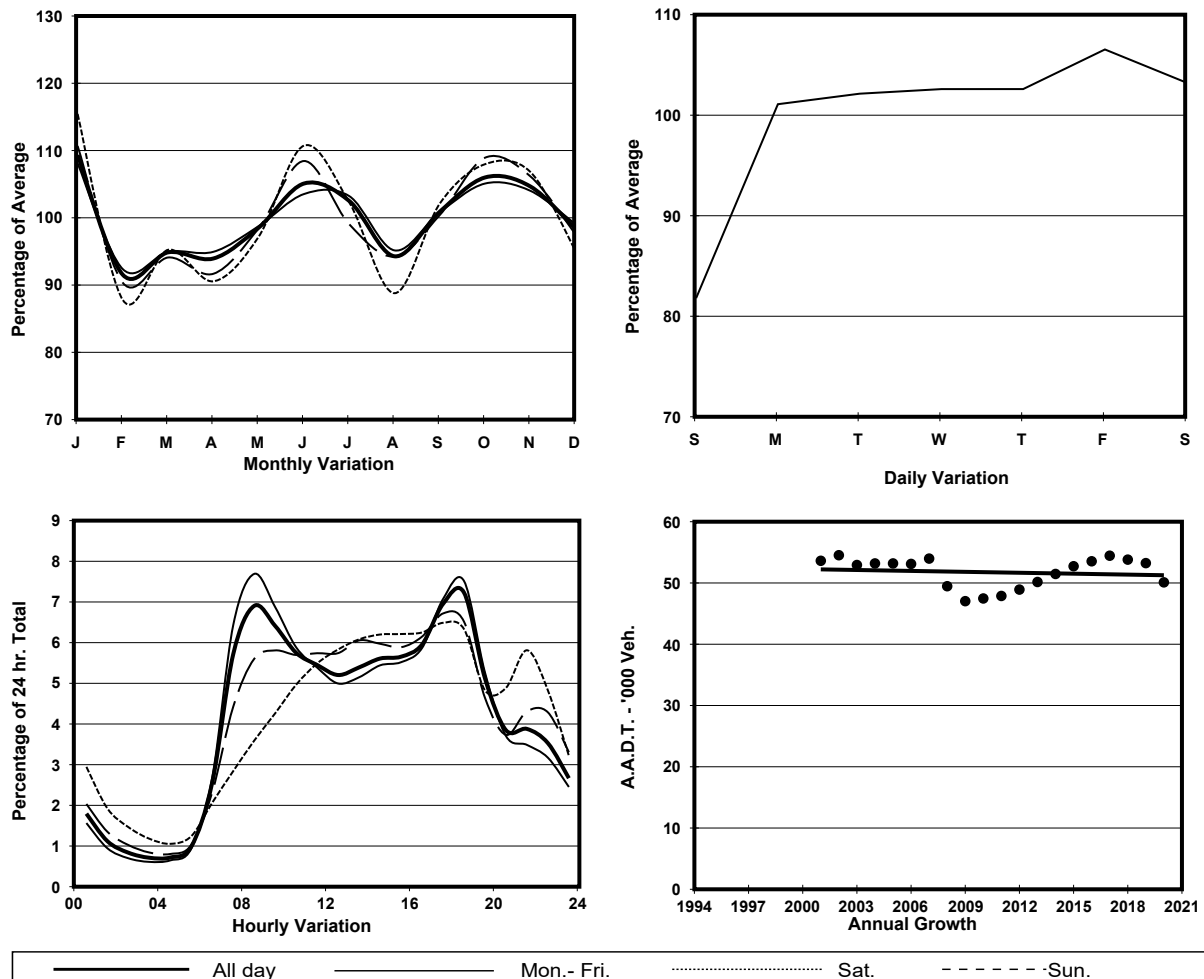 130
120
110
100
90
80
70
Percentage of Average
J F M A M J J A S O N D
Monthly Variation
110
100
90
80
70
Percentage of Average
S M T W T F S
Daily Variation
9
8
7
6
5
4
3
2
1
0
Percentage of 24 hr. Total
00 04 08 12 16 20 24
Hourly Variation
60
50
40
30
20
10
0
A.A.D.T. - '000 Veh.
1994 1997 2000 2003 2006 2009 2012 2015 2018 2021
Annual Growth
All day Mon.- Fri. Sat. Sun.